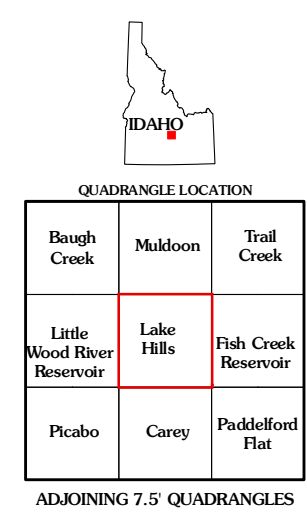 IDAHO
QUADRANGLE LOCATION
Baugh
Creek
Muldoon
Trail
Creek
Little
Wood River
Reservoir
Lake
Hills
Fish Creek
Reservoir
Picabo
Carey
Paddelford
Flat
ADJOINING 7.5' QUADRANGLES